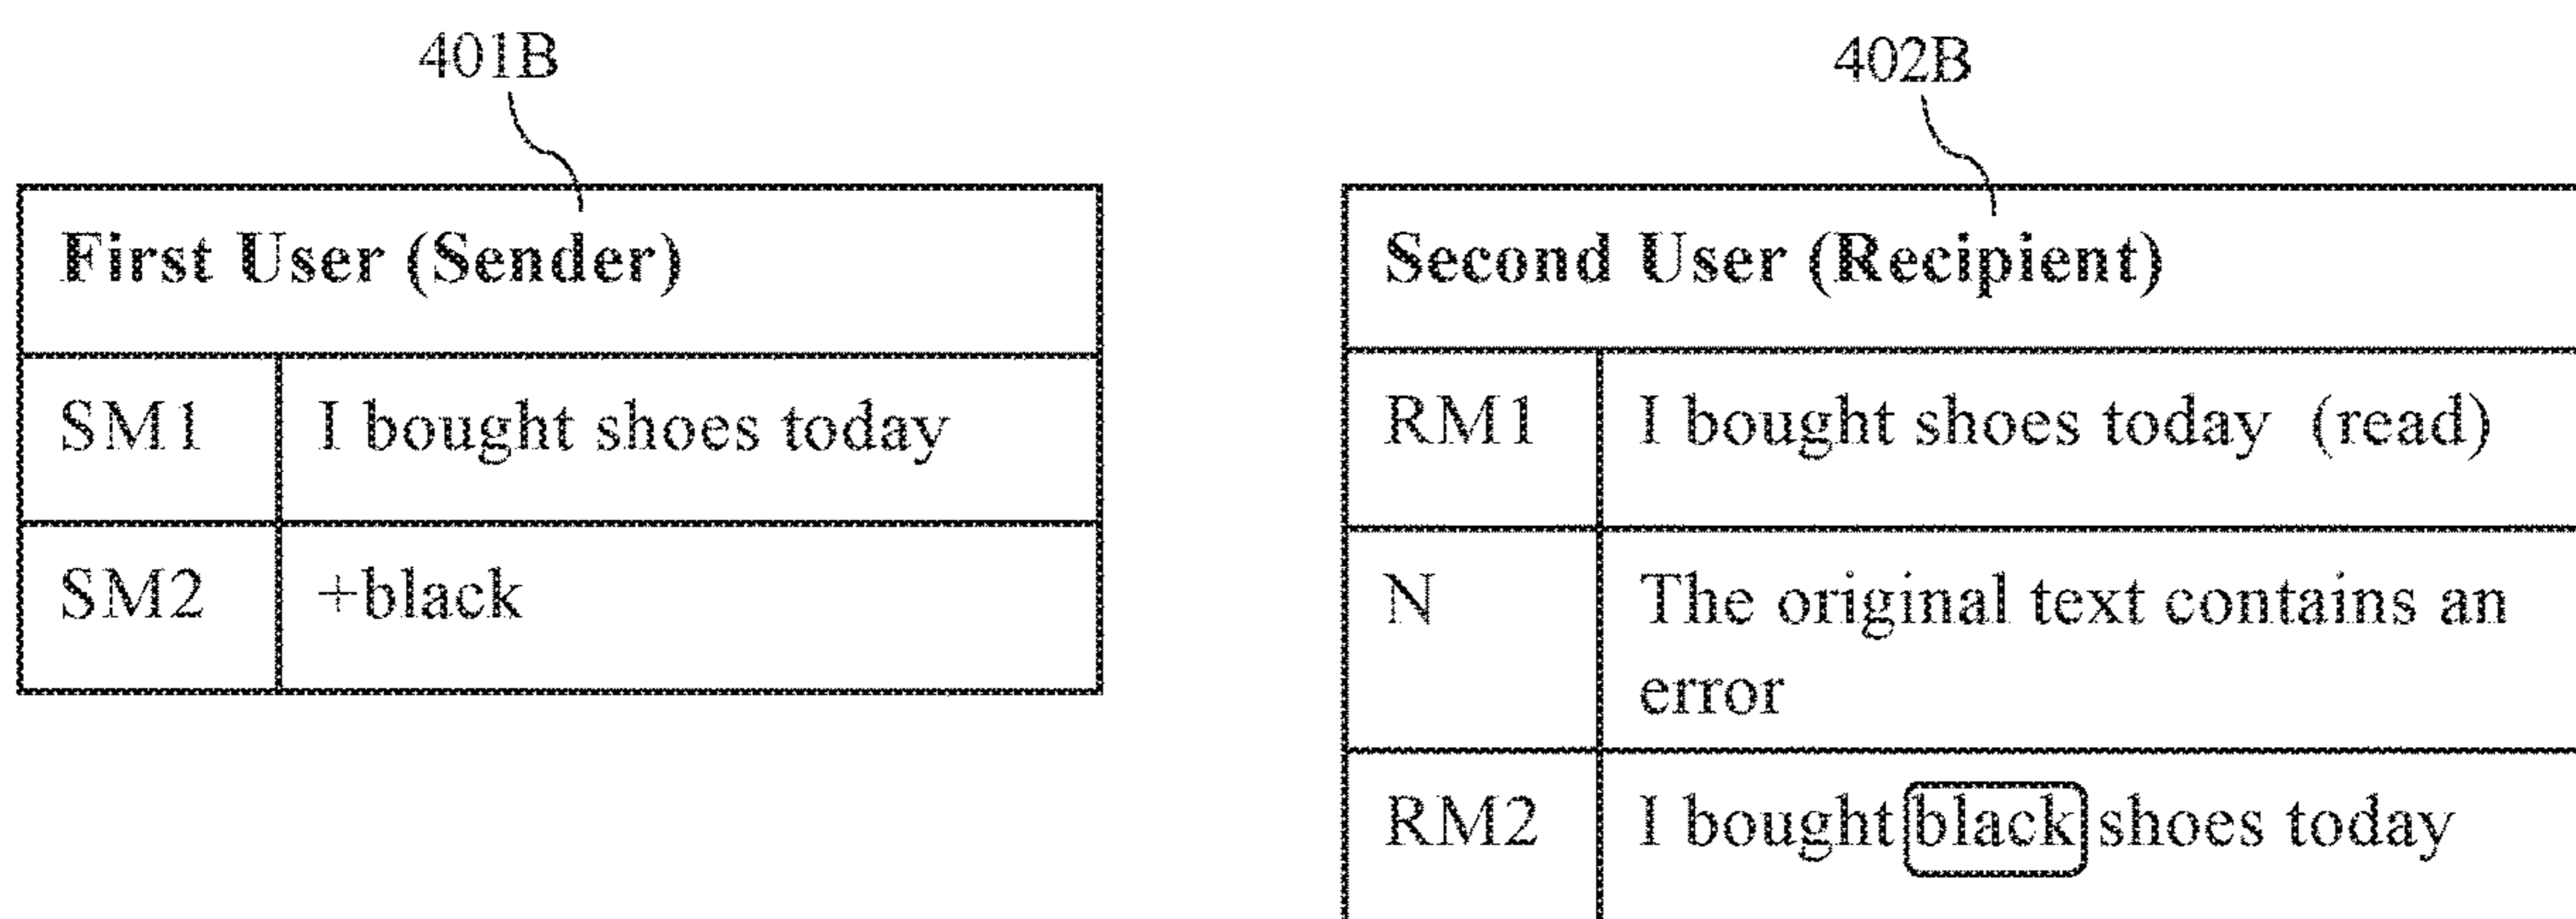 401B
First User (Sender)
SM1 I bought shoes today
SM2 +black
402B
Second User (Recipient)
RM1 I bought shoes today (read)
N The original text contains an
error
RM2 I bought black shoes today